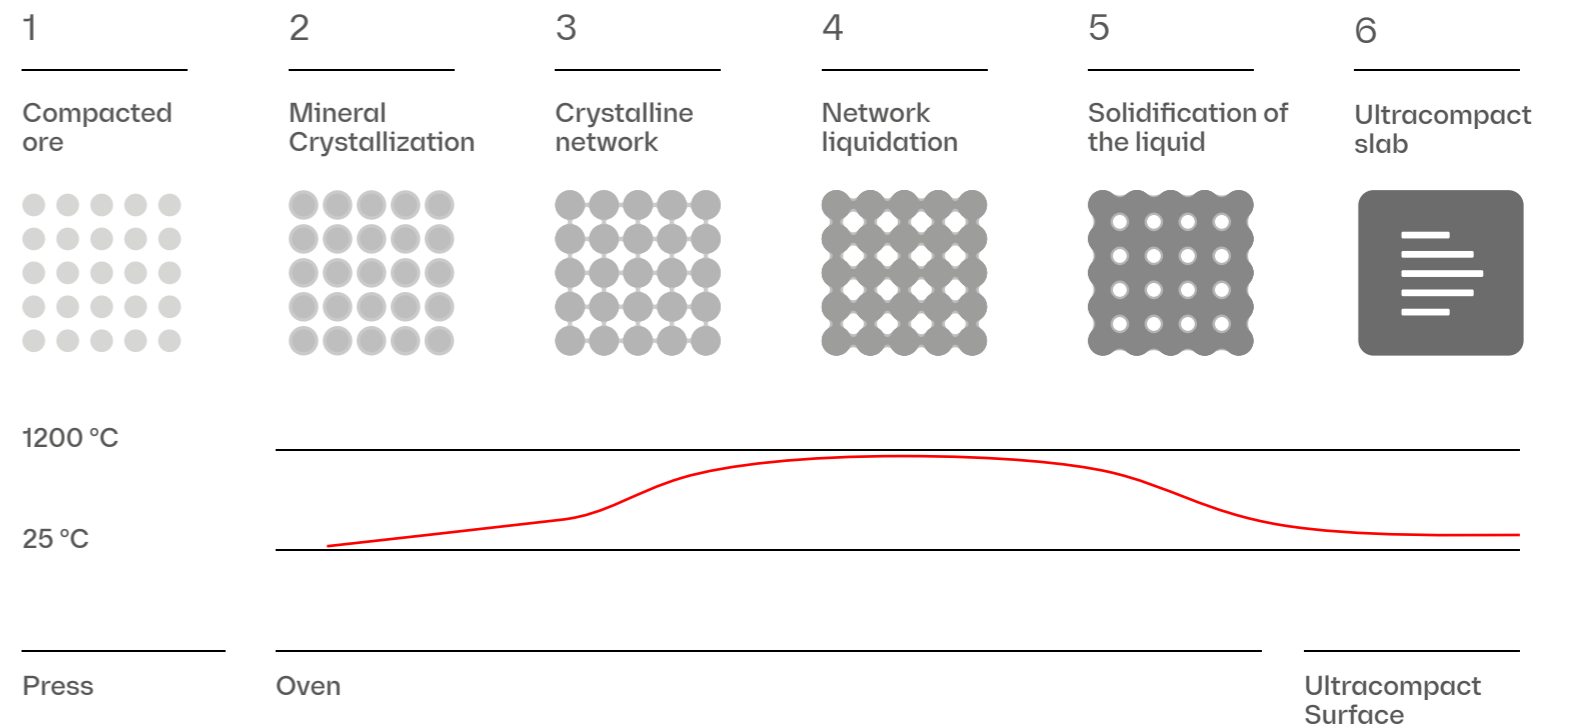 1
2
3
4
5
6
Compacted
ore
Mineral
Crystallization
Crystalline
network
Network
liquidation
Solidification of
the liquid
Ultracompact
slab
1200 °C
25 °C
Press
Oven
Ultracompact
Surface